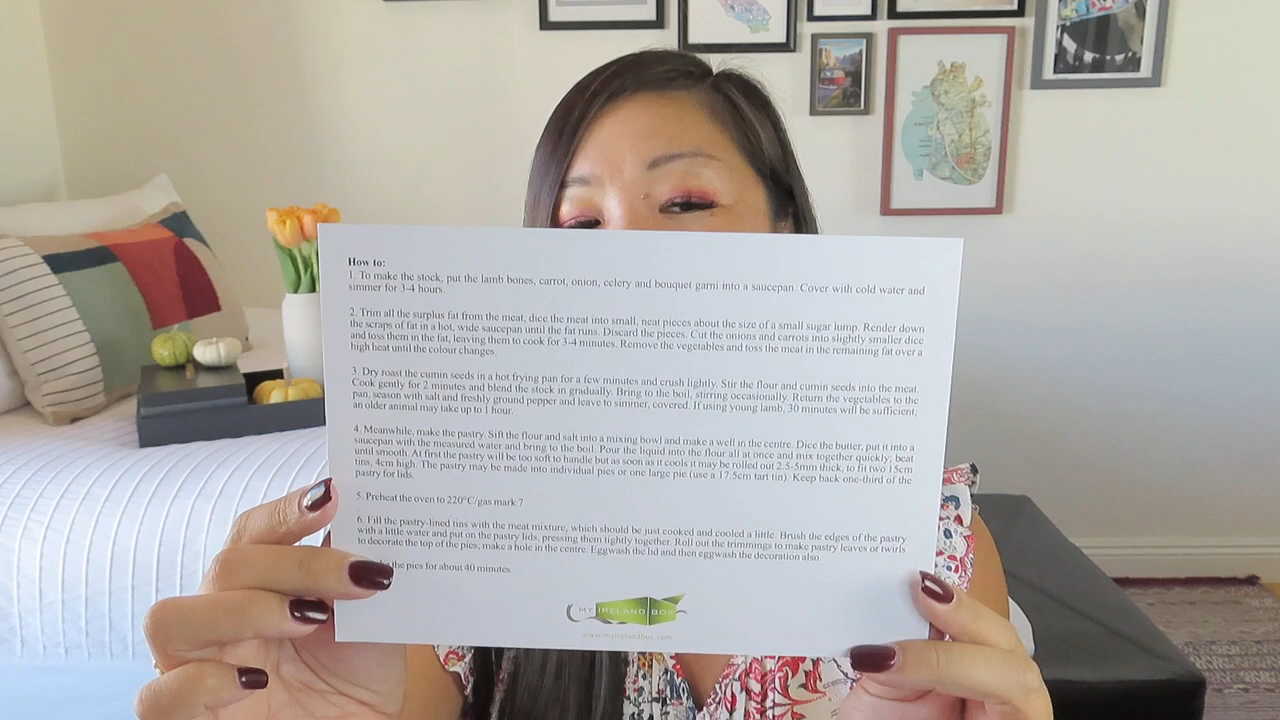 How to:
1. To make the stock, put the lamb bones, carrot, onion, celery and bouquet garni into a saucepan. Cover with cold water and
simmer for 3-4 hours.
2. Trim all the surplus fat from the meat, dice the meat into small, neat pieces about the size of a small sugar lump. Render down
the scraps of fat in a hot, wide saucepan until the fat runs. Discard the pieces. Cut the onions and carrots into slightly smaller dice
and toss them in the fat, leaving them to cook for 3-4 minutes. Remove the vegetables and toss the meat in the remaining fat over a
high heat until the colour changes.
3. Dry roast the cumin seeds in a hot frying pan for a few minutes and crush lightly. Stir the flour and cumin seeds into the meat.
Cook gently for 2 minutes and blend the stock in gradually. Bring to the boil, stirring occasionally. Return the vegetables to the
pan, season with salt and freshly ground pepper and leave to simmer, covered. If using young lamb, 30 minutes will be sufficient,
an older animal may take up to 1 hour.
4. Meanwhile, make the pastry. Sift the flour and salt into a mixing bowl and make a well in the centre. Dice the butter, put it into a
saucepan with the measured water and bring to the boil. Pour the liquid into the flour all at once and mix together quickly; beat
until smooth. At first the pastry will be too soft to handle but as soon as it cools it may be rolled out 2.5-5mm thick, to fit two 15cm
tins, 4cm high. The pastry may be made into individual pies or one large pie (use a 17.5cm tart tin). Keep back one-third of the
pastry for lids.
5. Preheat the oven to 220°C/gas mark 7
6. Fill the pastry-lined tins with the meat mixture, which should be just cooked and cooled a little. Brush the edges of the pastry
with a little water and put on the pastry lids, pressing them tightly together. Roll out the trimmings to make pastry leaves or twirls
to decorate the top of the pies; make a hole in the centre. Eggwash the lid and then eggwash the decoration also.
the pies for about 40 minutes.
MY IRELAND BOX
www.myirelandbox.com